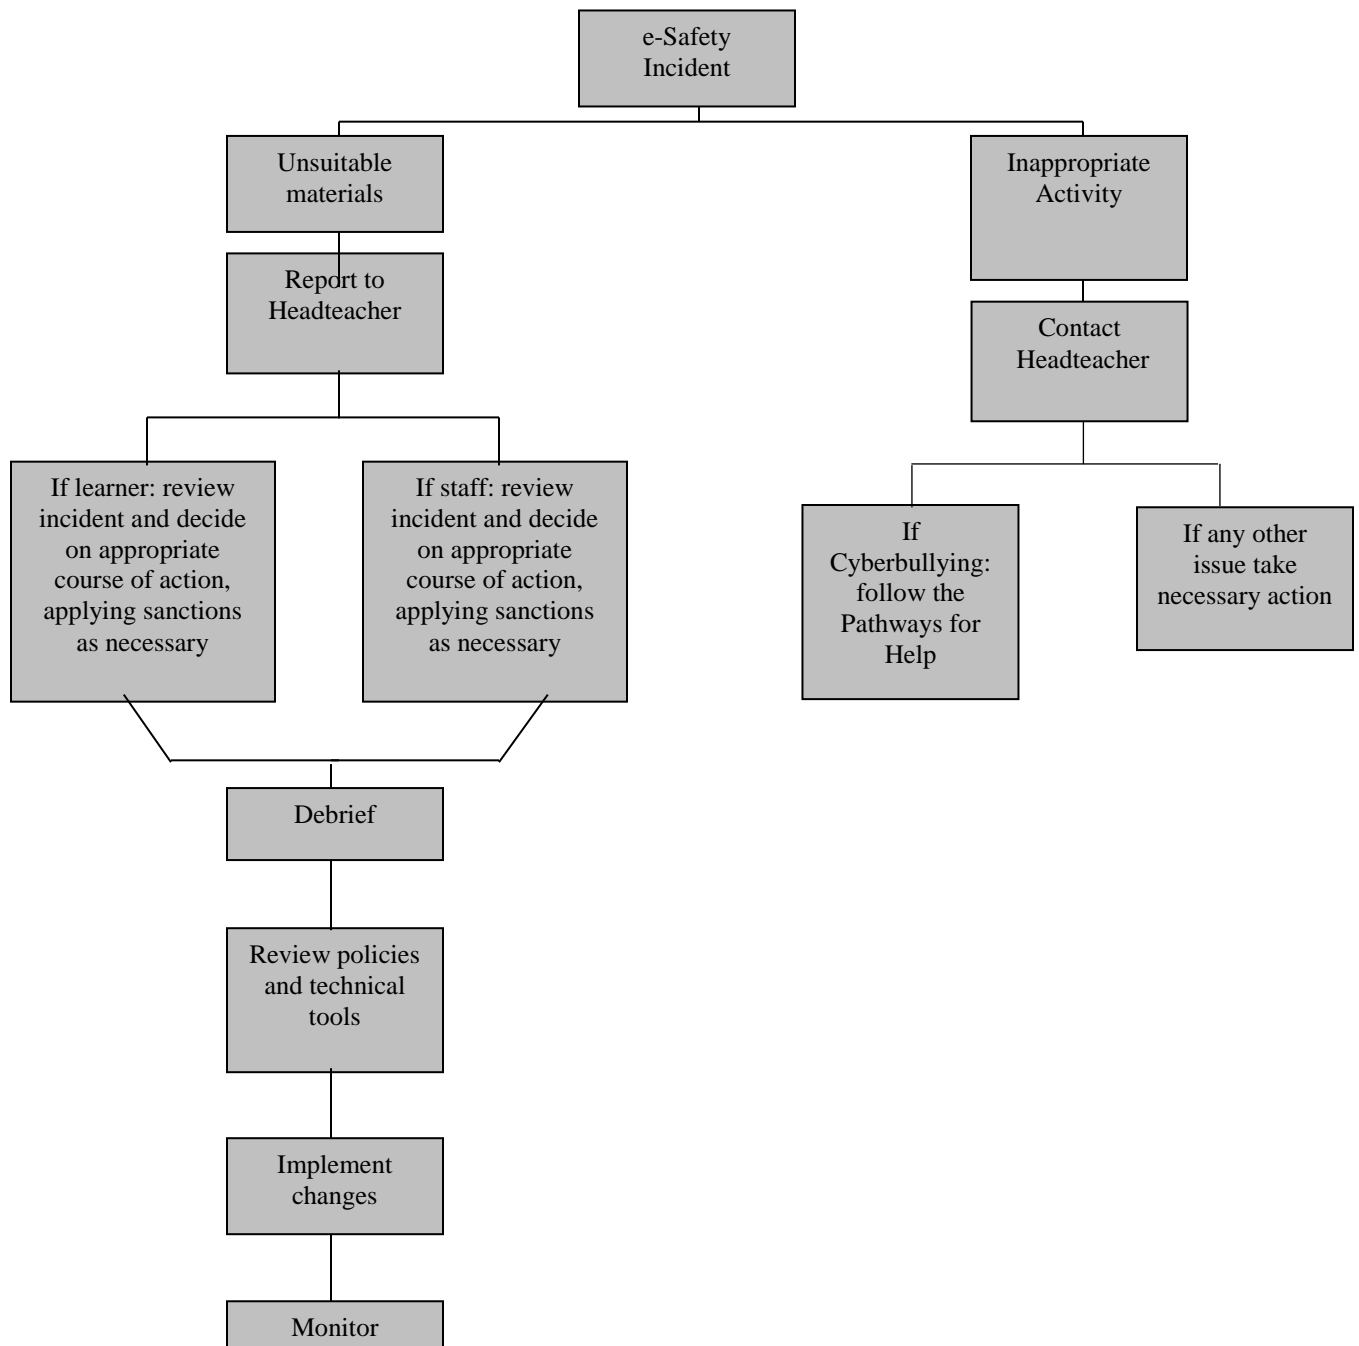 e-Safety
Incident
Unsuitable
materials
Inappropriate
Activity
Report to
Headteacher
Contact
Headteacher
If learner: review
incident and decide
on appropriate
course of action,
applying sanctions
as necessary
If staff: review
incident and decide
on appropriate
course of action,
applying sanctions
as necessary
If
Cyberbullying:
follow the
Pathways for
Help
If any other
issue take
necessary action
Debrief
Review policies
and technical
tools
Implement
changes
Monitor